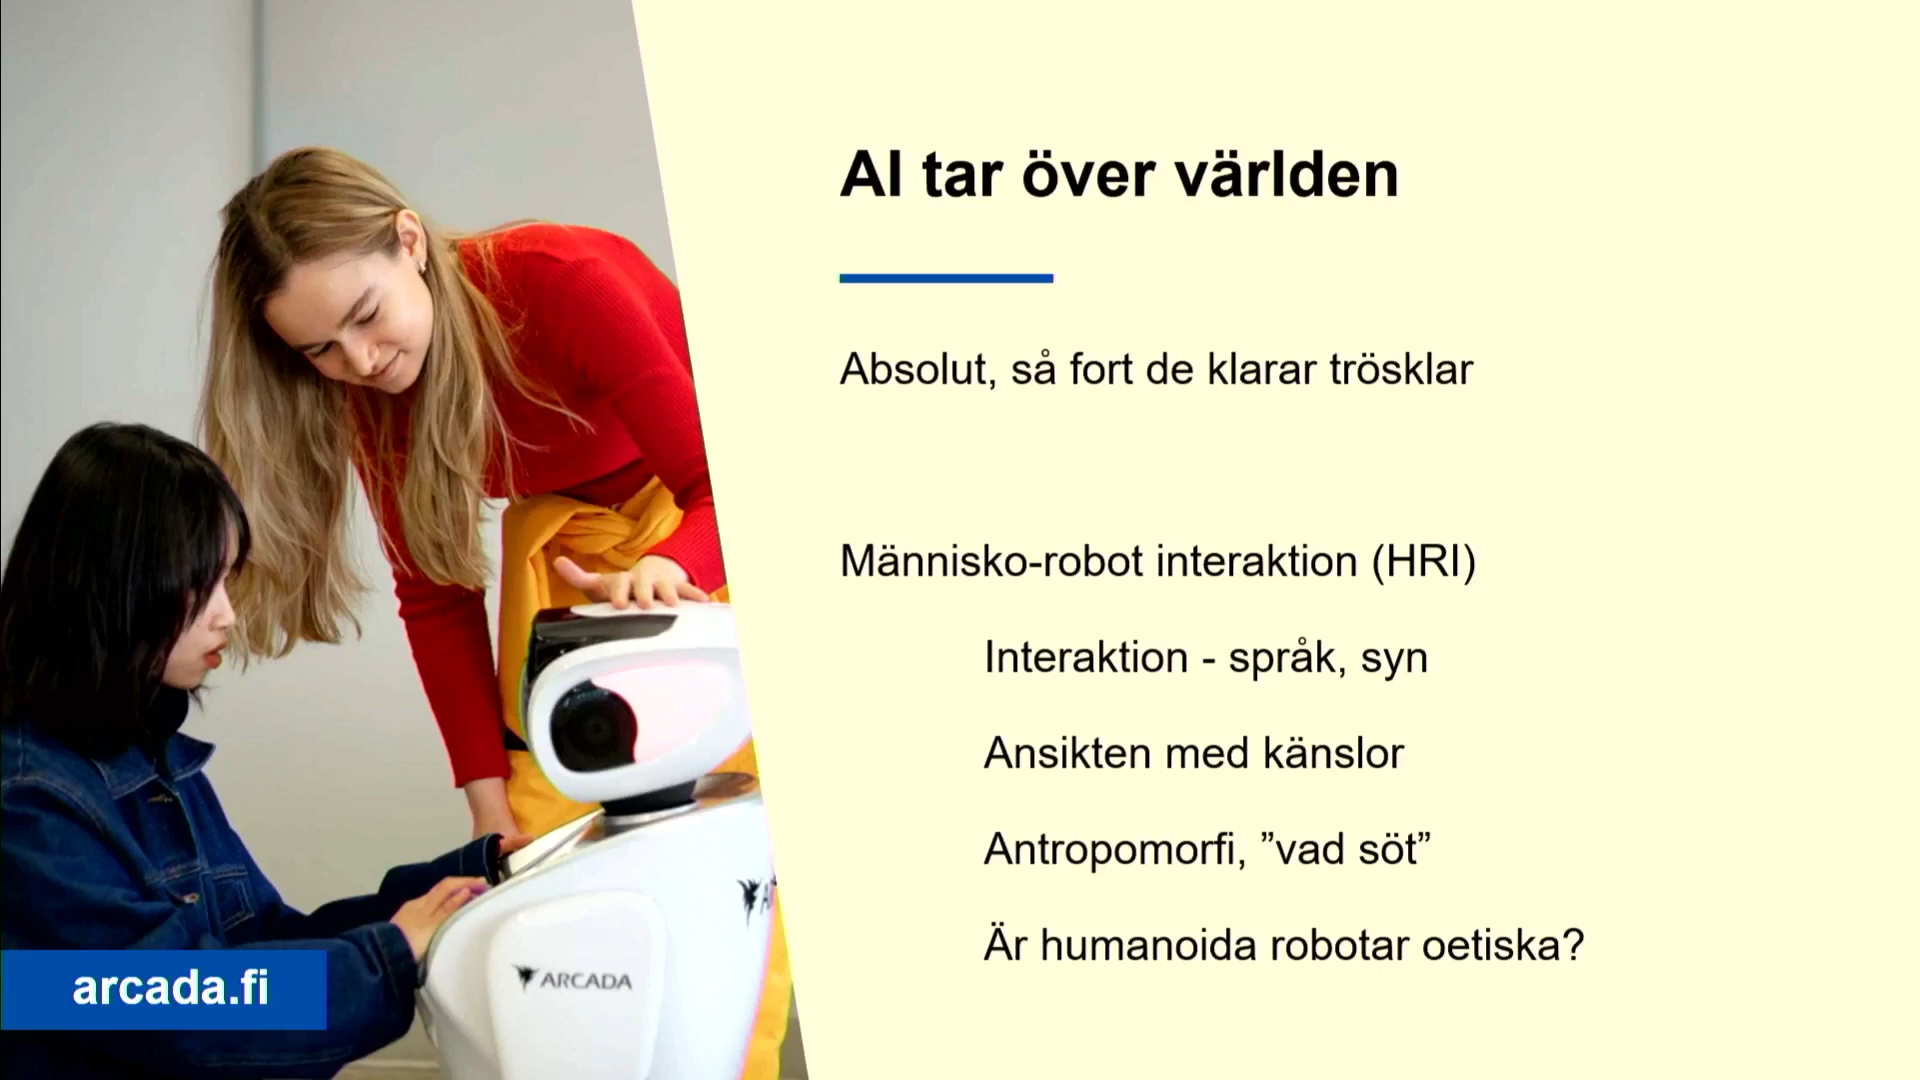 AI tar över världen
Absolut, så fort de klarar trösklar
Människo-robot interaktion (HRI)
Interaktion - språk, syn
Ansikten med känslor
Antropomorfi, ”vad söt”
Är humanoida robotar oetiska?
ARCADA
arcada.fi